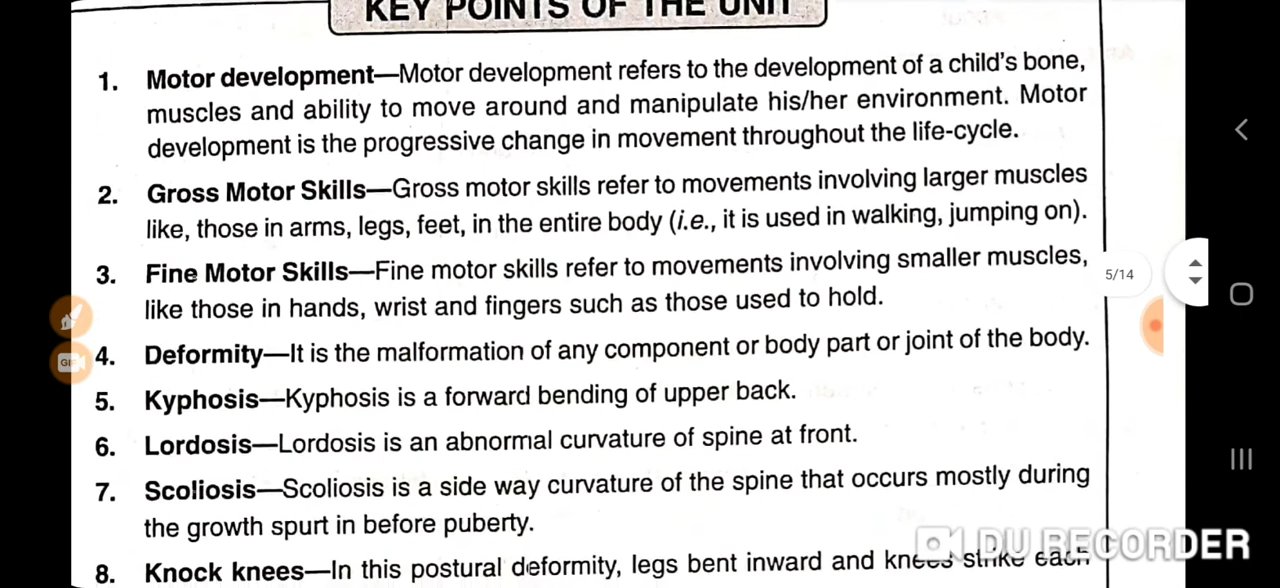 KEY POINTS OF THE UNIT
1. Motor development—Motor development refers to the development of a child's bone,
muscles and ability to move around and manipulate his/her environment. Motor
development is the progressive change in movement throughout the life-cycle.
2. Gross Motor Skills—Gross motor skills refer to movements involving larger muscles
like, those in arms, legs, feet, in the entire body (i.e., it is used in walking, jumping on).
3. Fine Motor Skills—Fine motor skills refer to movements involving smaller muscles,
like those in hands, wrist and fingers such as those used to hold.
5/14
GIF
4. Deformity—It is the malformation of any component or body part or joint of the body.
5. Kyphosis—Kyphosis is a forward bending of upper back.
6. Lordosis—Lordosis is an abnormal curvature of spine at front.
7. Scoliosis—Scoliosis is a side way curvature of the spine that occurs mostly during
the growth spurt in before puberty.
DU RECORDER
8. Knock knees—In this postural deformity, legs bent inward and knees strike each